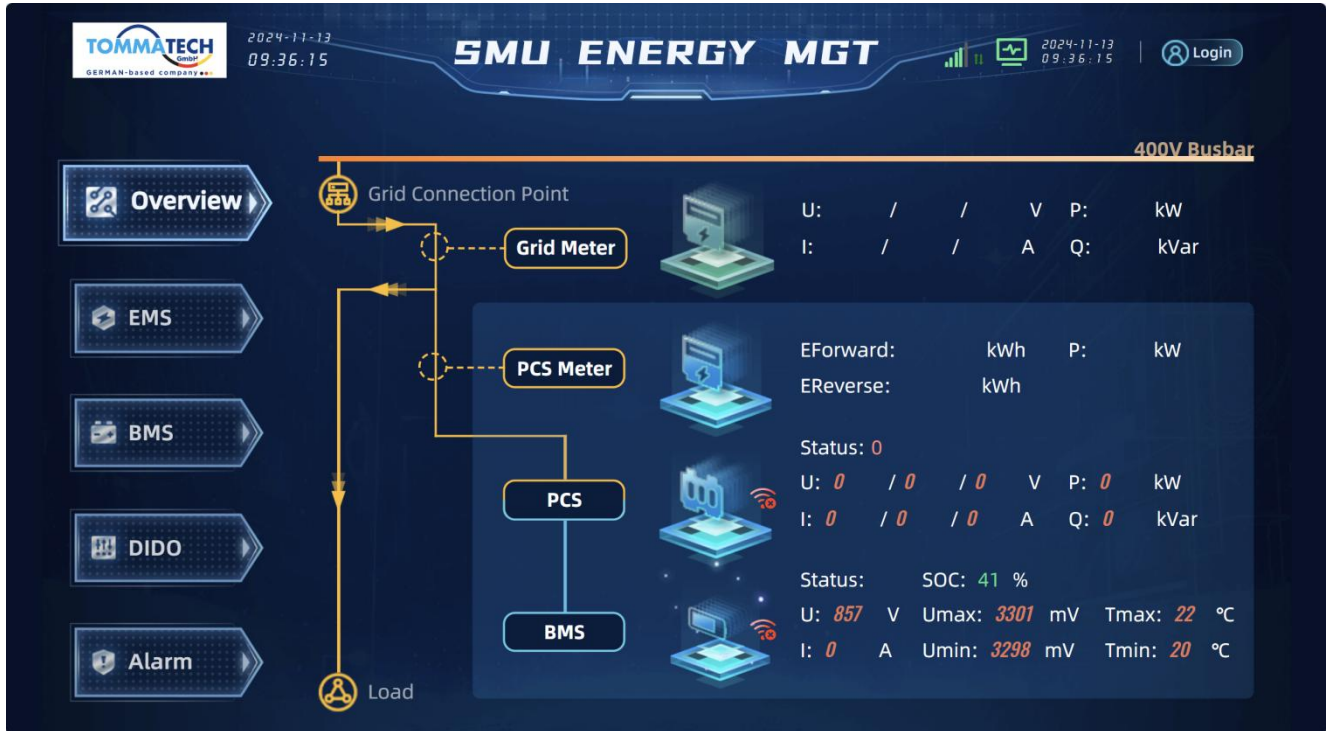 TOMMATECH
GmbH
GERMAN-based company
2024-11-13
09:36:15
SMU ENERGY MGT
2024-11-13
09:36:15
Login
400V Busbar
Overview
EMS
BMS
DIDO
Alarm
Grid Connection Point
Grid Meter
U: / / V P: kW
I: / / A Q: kVar
PCS Meter
EForward: kWh P: kW
EReverse: kWh
PCS
Status: 0
U: 0 / 0 / 0 V P: 0 kW
I: 0 / 0 / 0 A Q: 0 kVar
BMS
Status: SOC: 41 %
U: 857 V Umax: 3301 mV Tmax: 22 ℃
I: 0 A Umin: 3298 mV Tmin: 20 ℃
Load